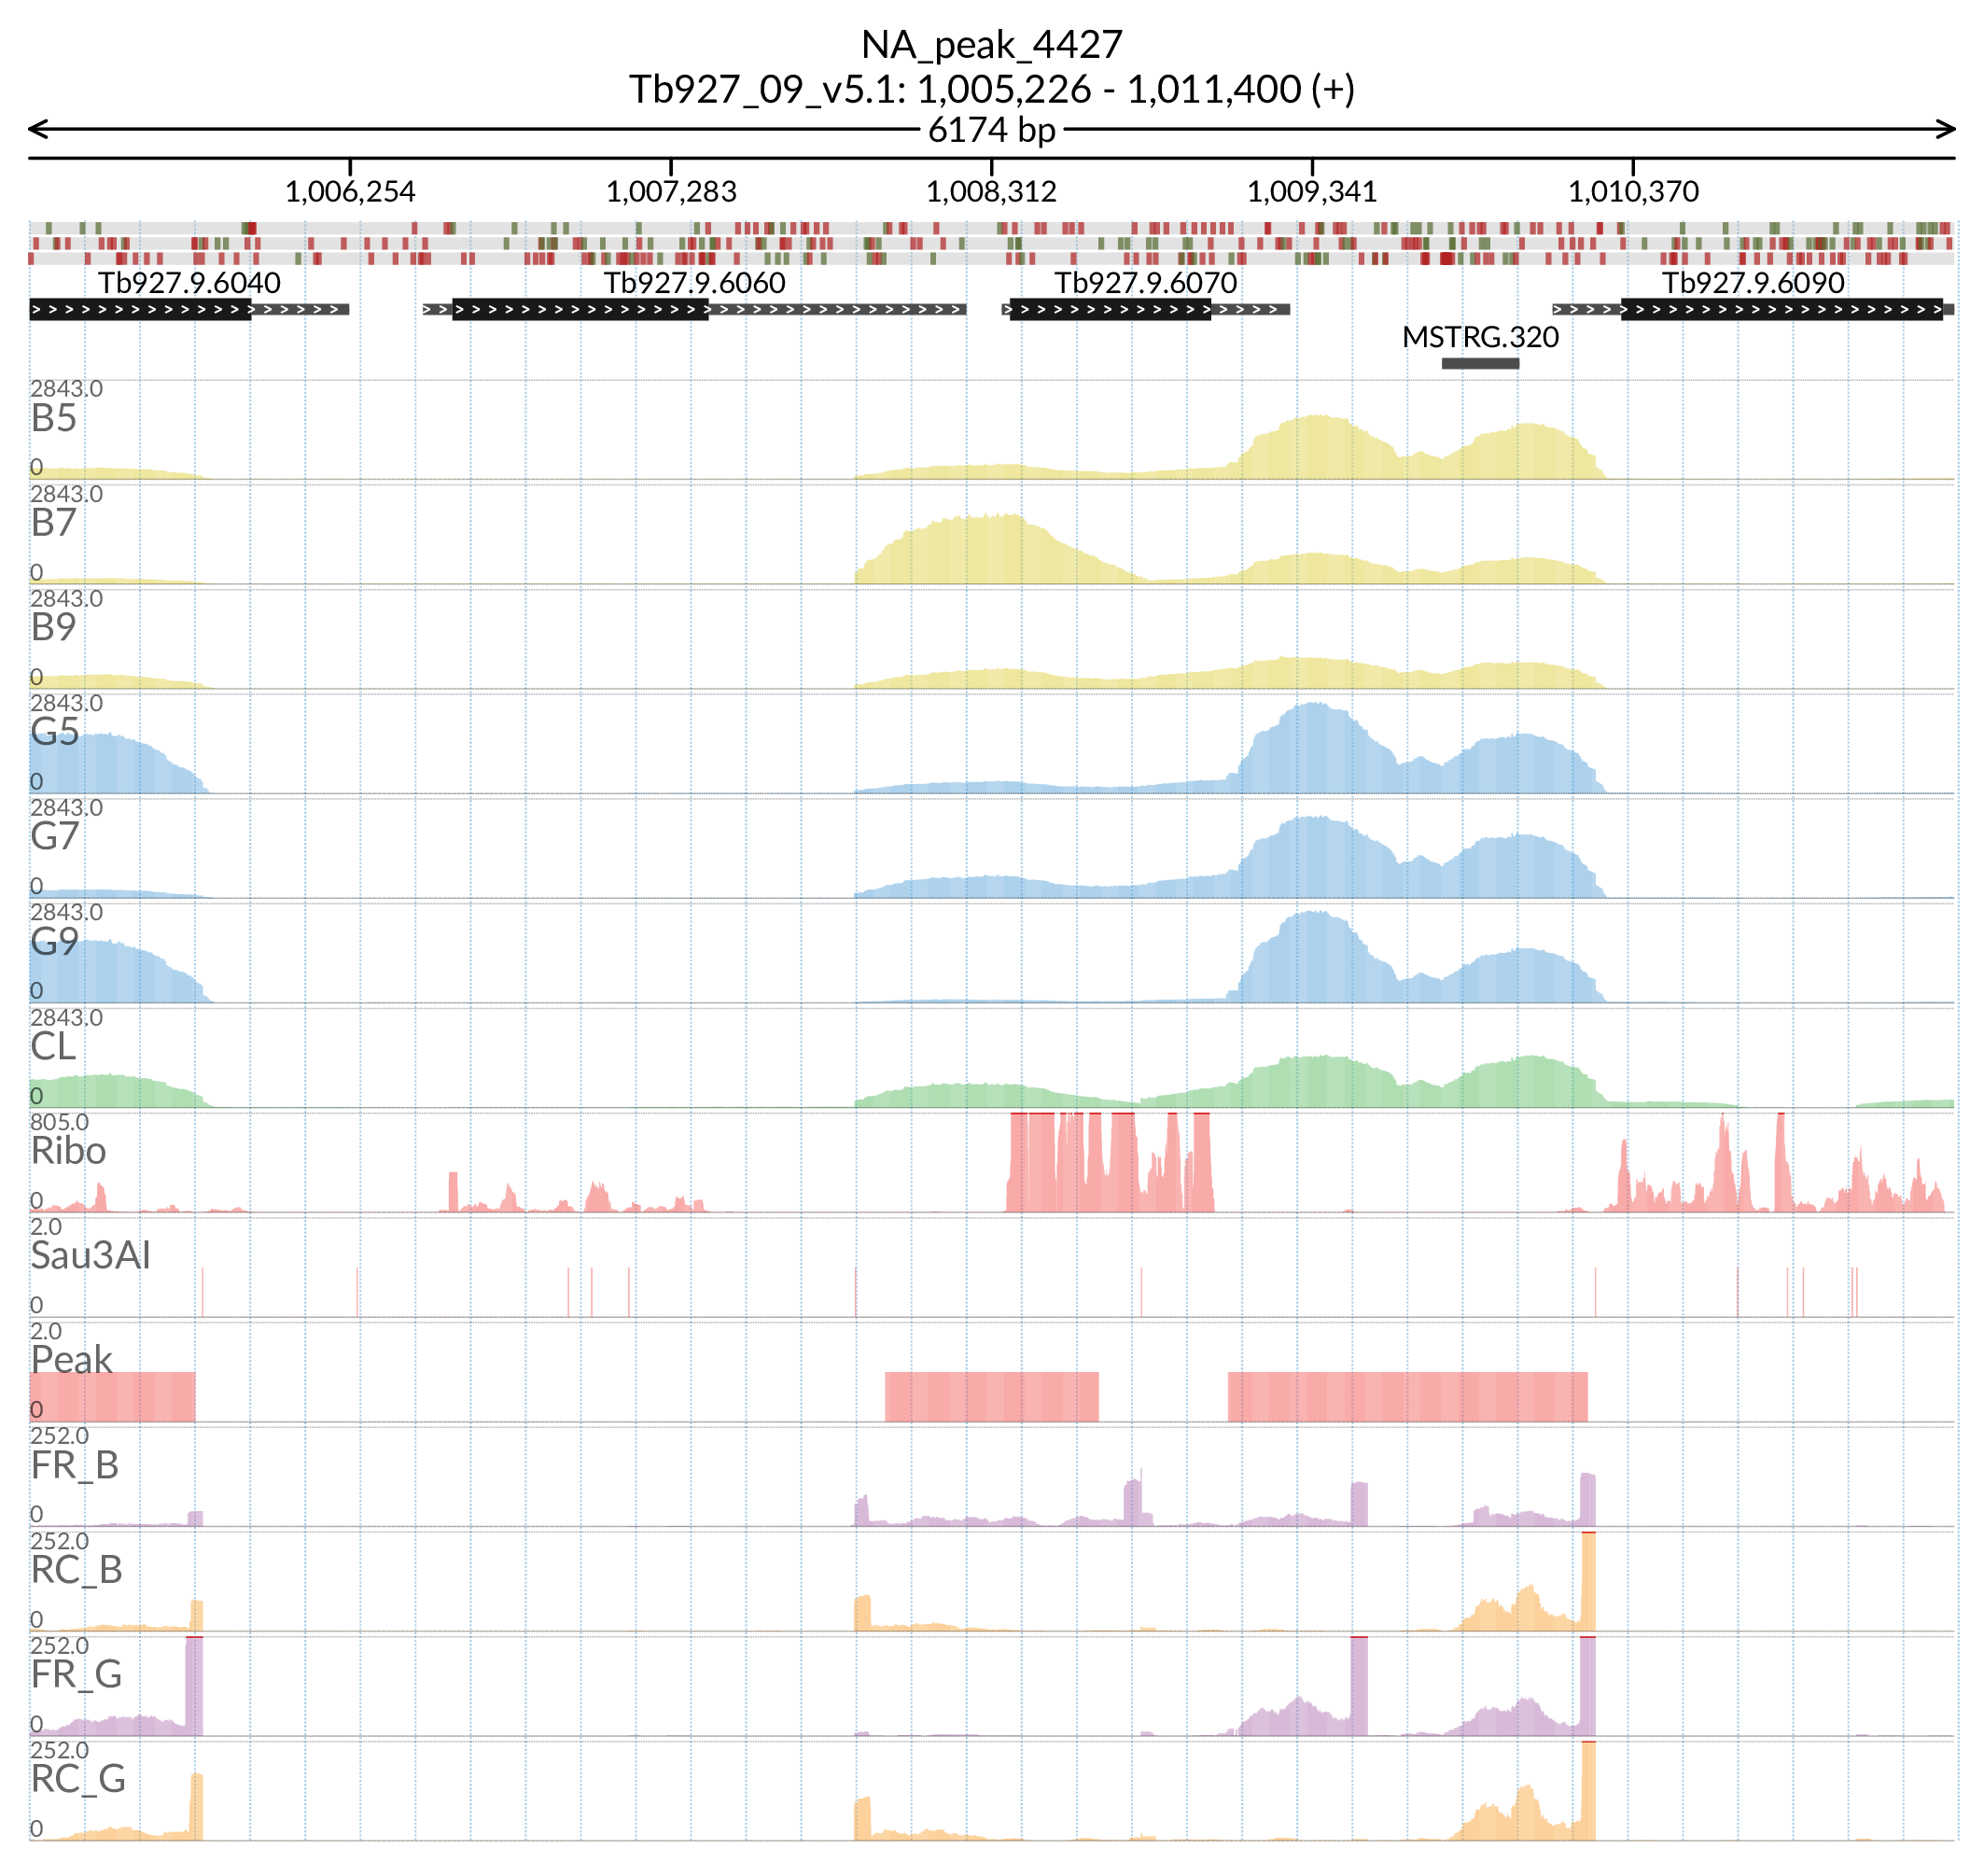 NA_peak_4427
Tb927_09_v5.1: 1,005,226 - 1,011,400 (+)
6174 bp
1,006,254 1,007,283 1,008,312 1,009,341 1,010,370
Tb927.9.6040 Tb927.9.6060 Tb927.9.6070 Tb927.9.6090
MSTRG.320
2843.0
B5
0
2843.0
B7
0
2843.0
B9
0
2843.0
G5
0
2843.0
G7
0
2843.0
G9
0
2843.0
CL
0
805.0
Ribo
0
2.0
Sau3AI
0
2.0
Peak
0
252.0
FR_B
0
252.0
RC_B
0
252.0
FR_G
0
252.0
RC_G
0